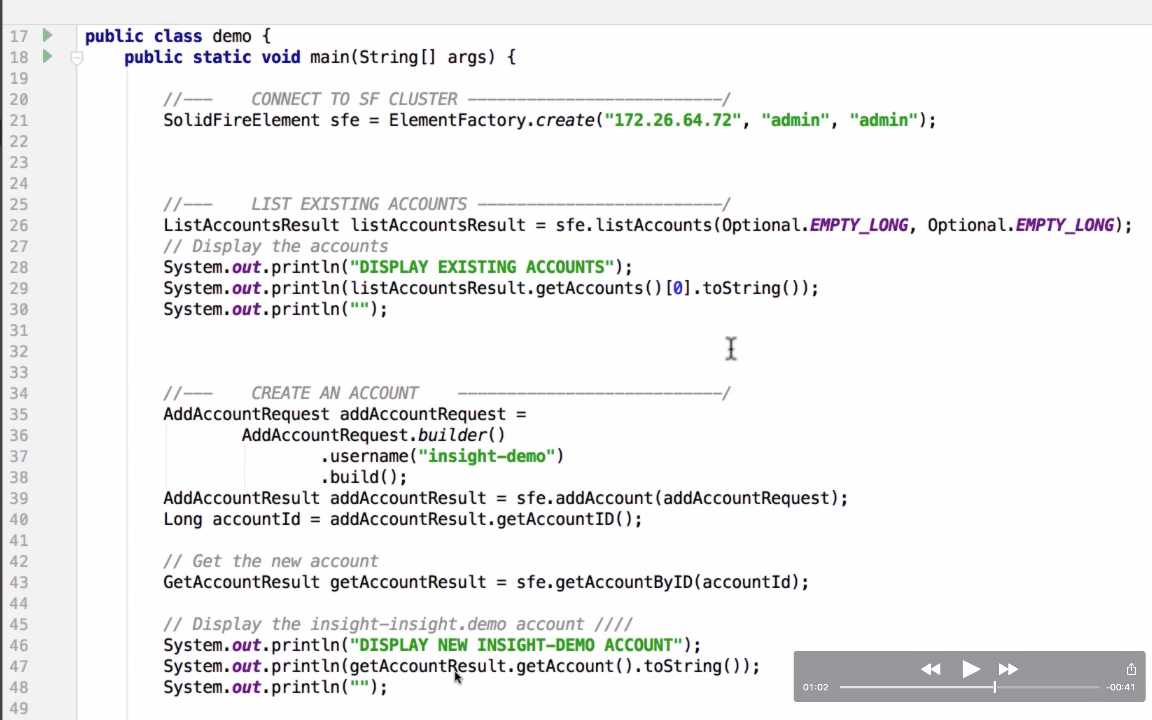 17 public class demo {
18 public static void main(String[] args) {
19
20 //—–– CONNECT TO SF CLUSTER ——————————————————————————/
21 SolidFireElement sfe = ElementFactory.create("172.26.64.72", "admin", "admin");
22
23
24
25 //—–– LIST EXISTING ACCOUNTS —————————————————————————/
26 ListAccountsResult listAccountsResult = sfe.listAccounts(Optional.EMPTY_LONG, Optional.EMPTY_LONG);
27 // Display the accounts
28 System.out.println("DISPLAY EXISTING ACCOUNTS");
29 System.out.println(listAccountsResult.getAccounts()[0].toString());
30 System.out.println("");
31
32
33
34 //—–– CREATE AN ACCOUNT ———————————————————————————/
35 AddAccountRequest addAccountRequest =
36 AddAccountRequest.builder()
37 .username("insight-demo")
38 .build();
39 AddAccountResult addAccountResult = sfe.addAccount(addAccountRequest);
40 Long accountId = addAccountResult.getAccountID();
41
42 // Get the new account
43 GetAccountResult getAccountResult = sfe.getAccountByID(accountId);
44
45 // Display the insight-insight.demo account ////
46 System.out.println("DISPLAY NEW INSIGHT-DEMO ACCOUNT");
47 System.out.println(getAccountResult.getAccount().toString());
48 System.out.println("");
49
01:02 -00:41